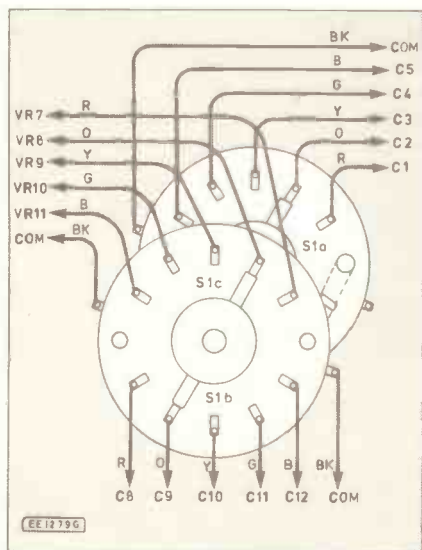 BK COM
B C5
G C4
VR7 R Y C3
VR8 O O C2
VR9 Y R C1
VR10 G
VR11 B S1a
COM BK
S1c
S1b
R O Y G B BK
C8 C9 C10 C11 C12 COM
EE1279G